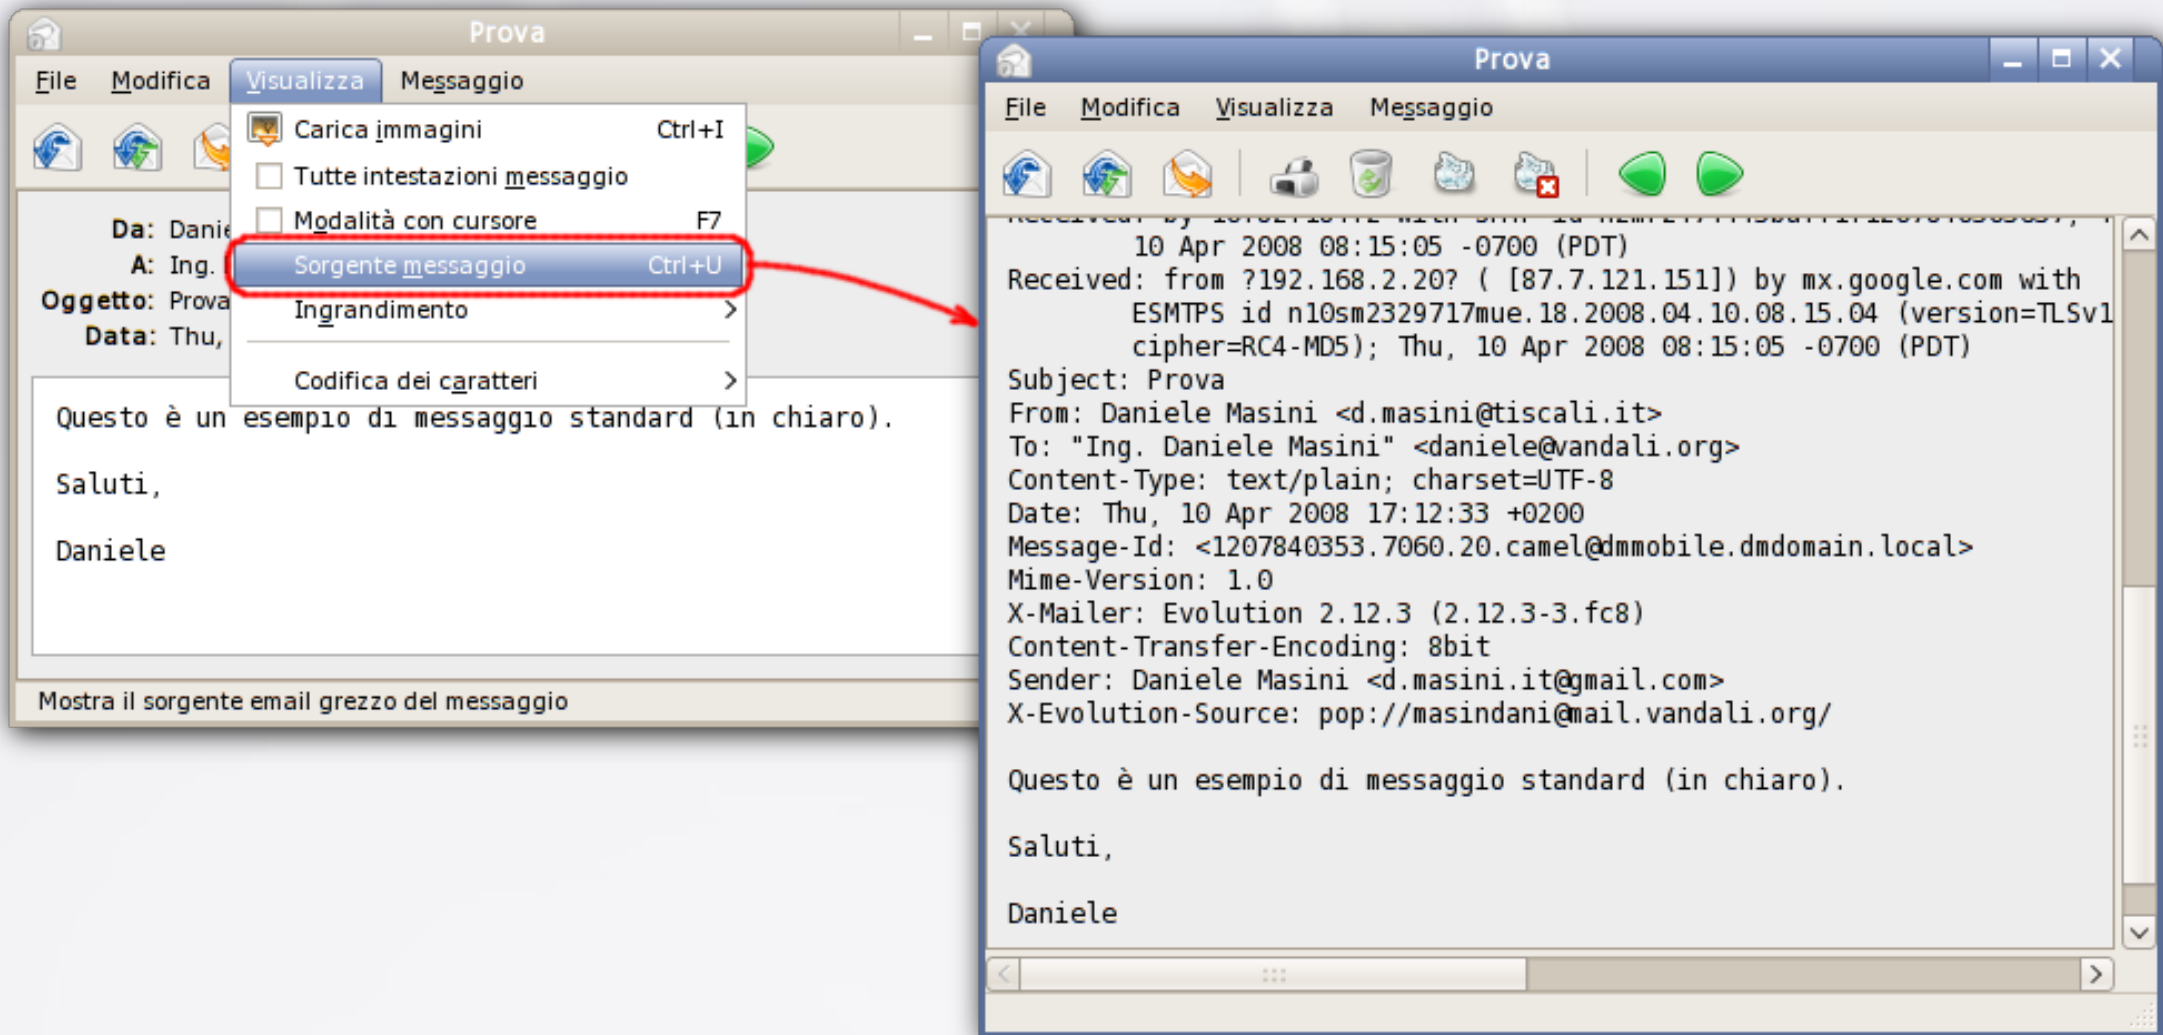 Prova
File Modifica Visualizza Messaggio
Carica immagini Ctrl+I
Tutte intestazioni messaggio
Modalità con cursore F7
Sorgente messaggio Ctrl+U
Ingrandimento
Codifica dei caratteri
Da: Danie
A: Ing.
Oggetto: Prova
Data: Thu,
Questo è un esempio di messaggio standard (in chiaro).
Saluti,
Daniele
Mostra il sorgente email grezzo del messaggio
Prova
File Modifica Visualizza Messaggio
10 Apr 2008 08:15:05 -0700 (PDT)
Received: from ?192.168.2.20? ( [87.7.121.151]) by mx.google.com with
ESMTPS id n10sm2329717mue.18.2008.04.10.08.15.04 (version=TLSv1
cipher=RC4-MD5); Thu, 10 Apr 2008 08:15:05 -0700 (PDT)
Subject: Prova
From: Daniele Masini <d.masini@tiscali.it>
To: "Ing. Daniele Masini" <daniele@vandali.org>
Content-Type: text/plain; charset=UTF-8
Date: Thu, 10 Apr 2008 17:12:33 +0200
Message-Id: <1207840353.7060.20.camel@dmmobile.dmdomain.local>
Mime-Version: 1.0
X-Mailer: Evolution 2.12.3 (2.12.3-3.fc8)
Content-Transfer-Encoding: 8bit
Sender: Daniele Masini <d.masini.it@gmail.com>
X-Evolution-Source: pop://masindani@mail.vandali.org/
Questo è un esempio di messaggio standard (in chiaro).
Saluti,
Daniele